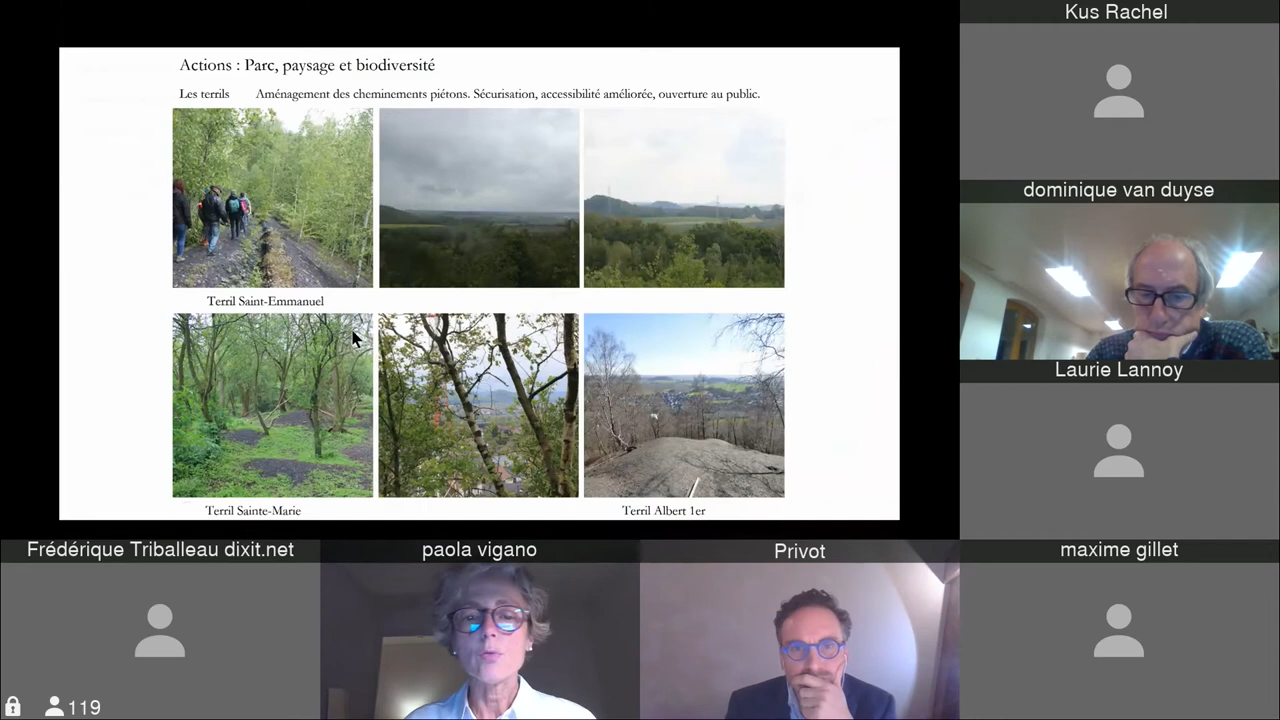 Kus Rachel
Actions : Parc, paysage et biodiversité
Les terrils Aménagement des cheminements piétons. Sécurisation, accessibilité améliorée, ouverture au public.
dominique van duyse
Terril Saint-Emmanuel
Laurie Lannoy
Terril Sainte-Marie Terril Albert 1er
Frédérique Triballeau dixit.net
paola vigano
Privot
maxime gillet
119